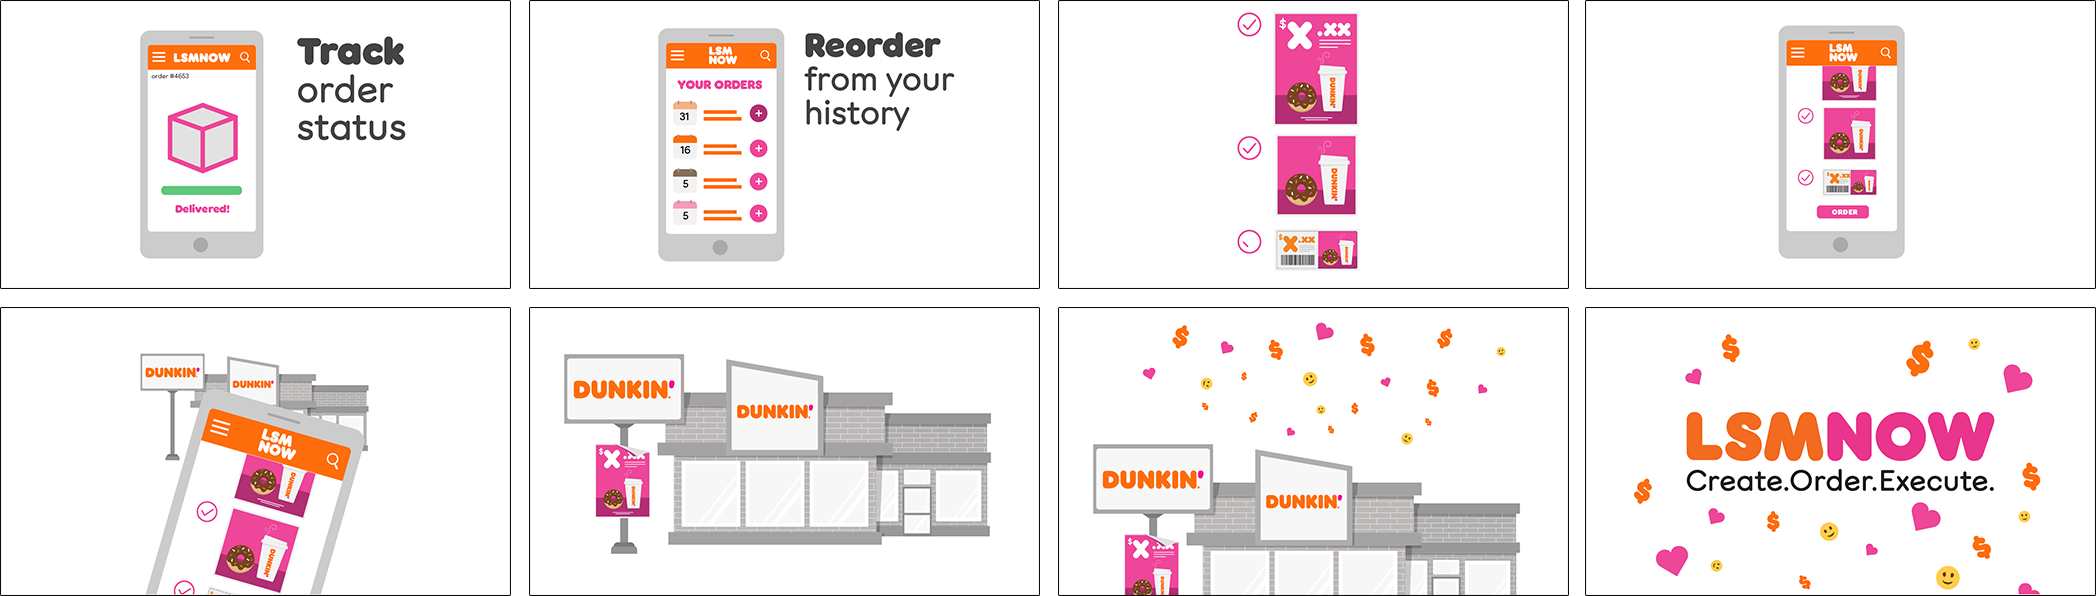 LSMNOW
order #4653
Delivered!
Track
order
status
LSM
NOW
YOUR ORDERS
31
16
5
5
Reorder
from your
history
$X.xx
DUNKIN'
DUNKIN'
$X.xx
LSM
NOW
DUNKIN'
DUNKIN'
$X.xx
ORDER
DUNKIN'
DUNKIN'
LSM
NOW
DUNKIN'
DUNKIN'
DUNKIN'
DUNKIN'
$X.xx
DUNKIN'
DUNKIN'
DUNKIN'
$X.xx
LSMNOW
Create.Order.Execute.